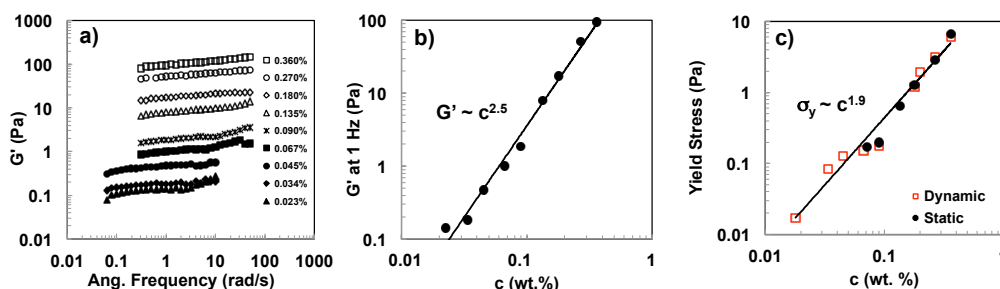 a)
G' (Pa)
1000
100
10
1
0.1
0.01
0.01 0.1 1 10 100 1000
Ang. Frequency (rad/s)
0.360%
0.270%
0.180%
0.135%
0.090%
0.067%
0.045%
0.034%
0.023%
b)
G' at 1 Hz (Pa)
100
10
1
0.1
0.01 0.1 1
c (wt. %)
G’ ~ c2.5
c)
Yield Stress (Pa)
10
1
0.1
0.01
0.01 0.1 1
c (wt. %)
σy ~ c1.9
Dynamic
Static